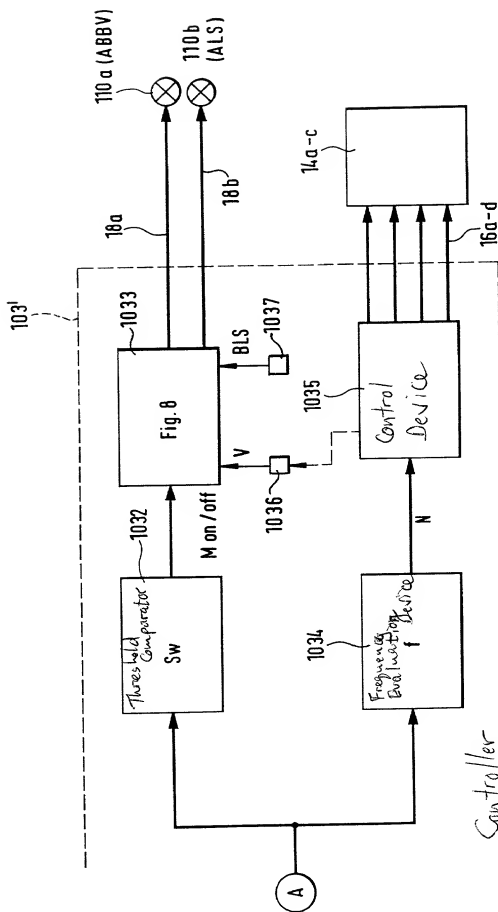 103'
18a
110a (ABBV)
110b
(ALS)
18b
1032
Threshold
Comparator
Sw
M on/off
1033
Fig. 8
V
BLS
1036
1037
A
1034
Frequency
Evaluation
Device
f
N
1035
Control
Device
14a-c
16a-d
Controller